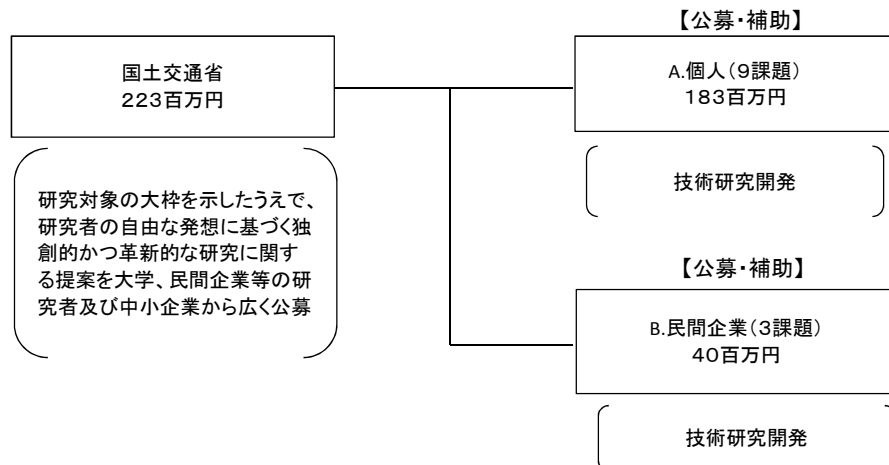 国土交通省
223百万円
研究対象の大枠を示したうえで、
研究者の自由な発想に基づく独
創的かつ革新的な研究に関す
る提案を大学、民間企業等の研
究者及び中小企業から広く公募
【公募・補助】
A.個人（9課題）
183百万円
技術研究開発
【公募・補助】
B.民間企業（3課題）
40百万円
技術研究開発